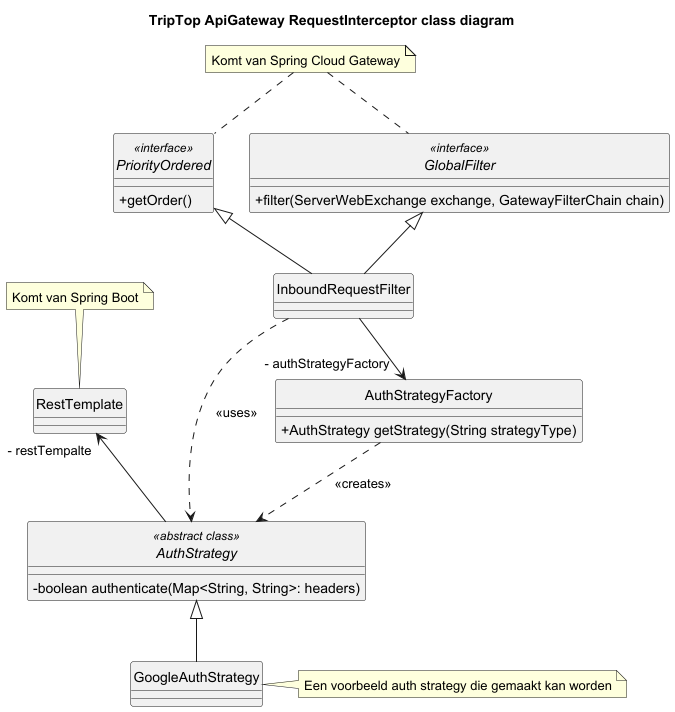 TripTop ApiGateway RequestInterceptor class diagram
Komt van Spring Cloud Gateway
«interface»
PriorityOrdered
+getOrder()
«interface»
GlobalFilter
+filter(ServerWebExchange exchange, GatewayFilterChain chain)
InboundRequestFilter
Komt van Spring Boot
- authStrategyFactory
RestTemplate
AuthStrategyFactory
+AuthStrategy getStrategy(String strategyType)
«uses»
- restTempalte
«creates»
«abstract class»
AuthStrategy
-boolean authenticate(Map<String, String>: headers)
GoogleAuthStrategy
Een voorbeeld auth strategy die gemaakt kan worden